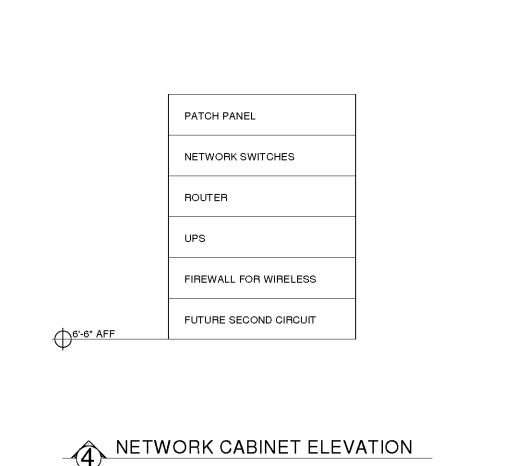 PATCH PANEL
NETWORK SWITCHES
ROUTER
UPS
FIREWALL FOR WIRELESS
FUTURE SECOND CIRCUIT
6'-6" AFF
4 NETWORK CABINET ELEVATION